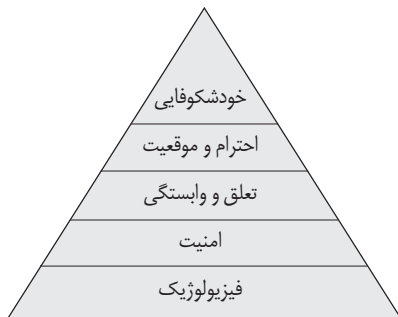 خودشکوفایی
احترام و موقعیت
تعلق و وابستگی
امنیت
فیزیولوژیک